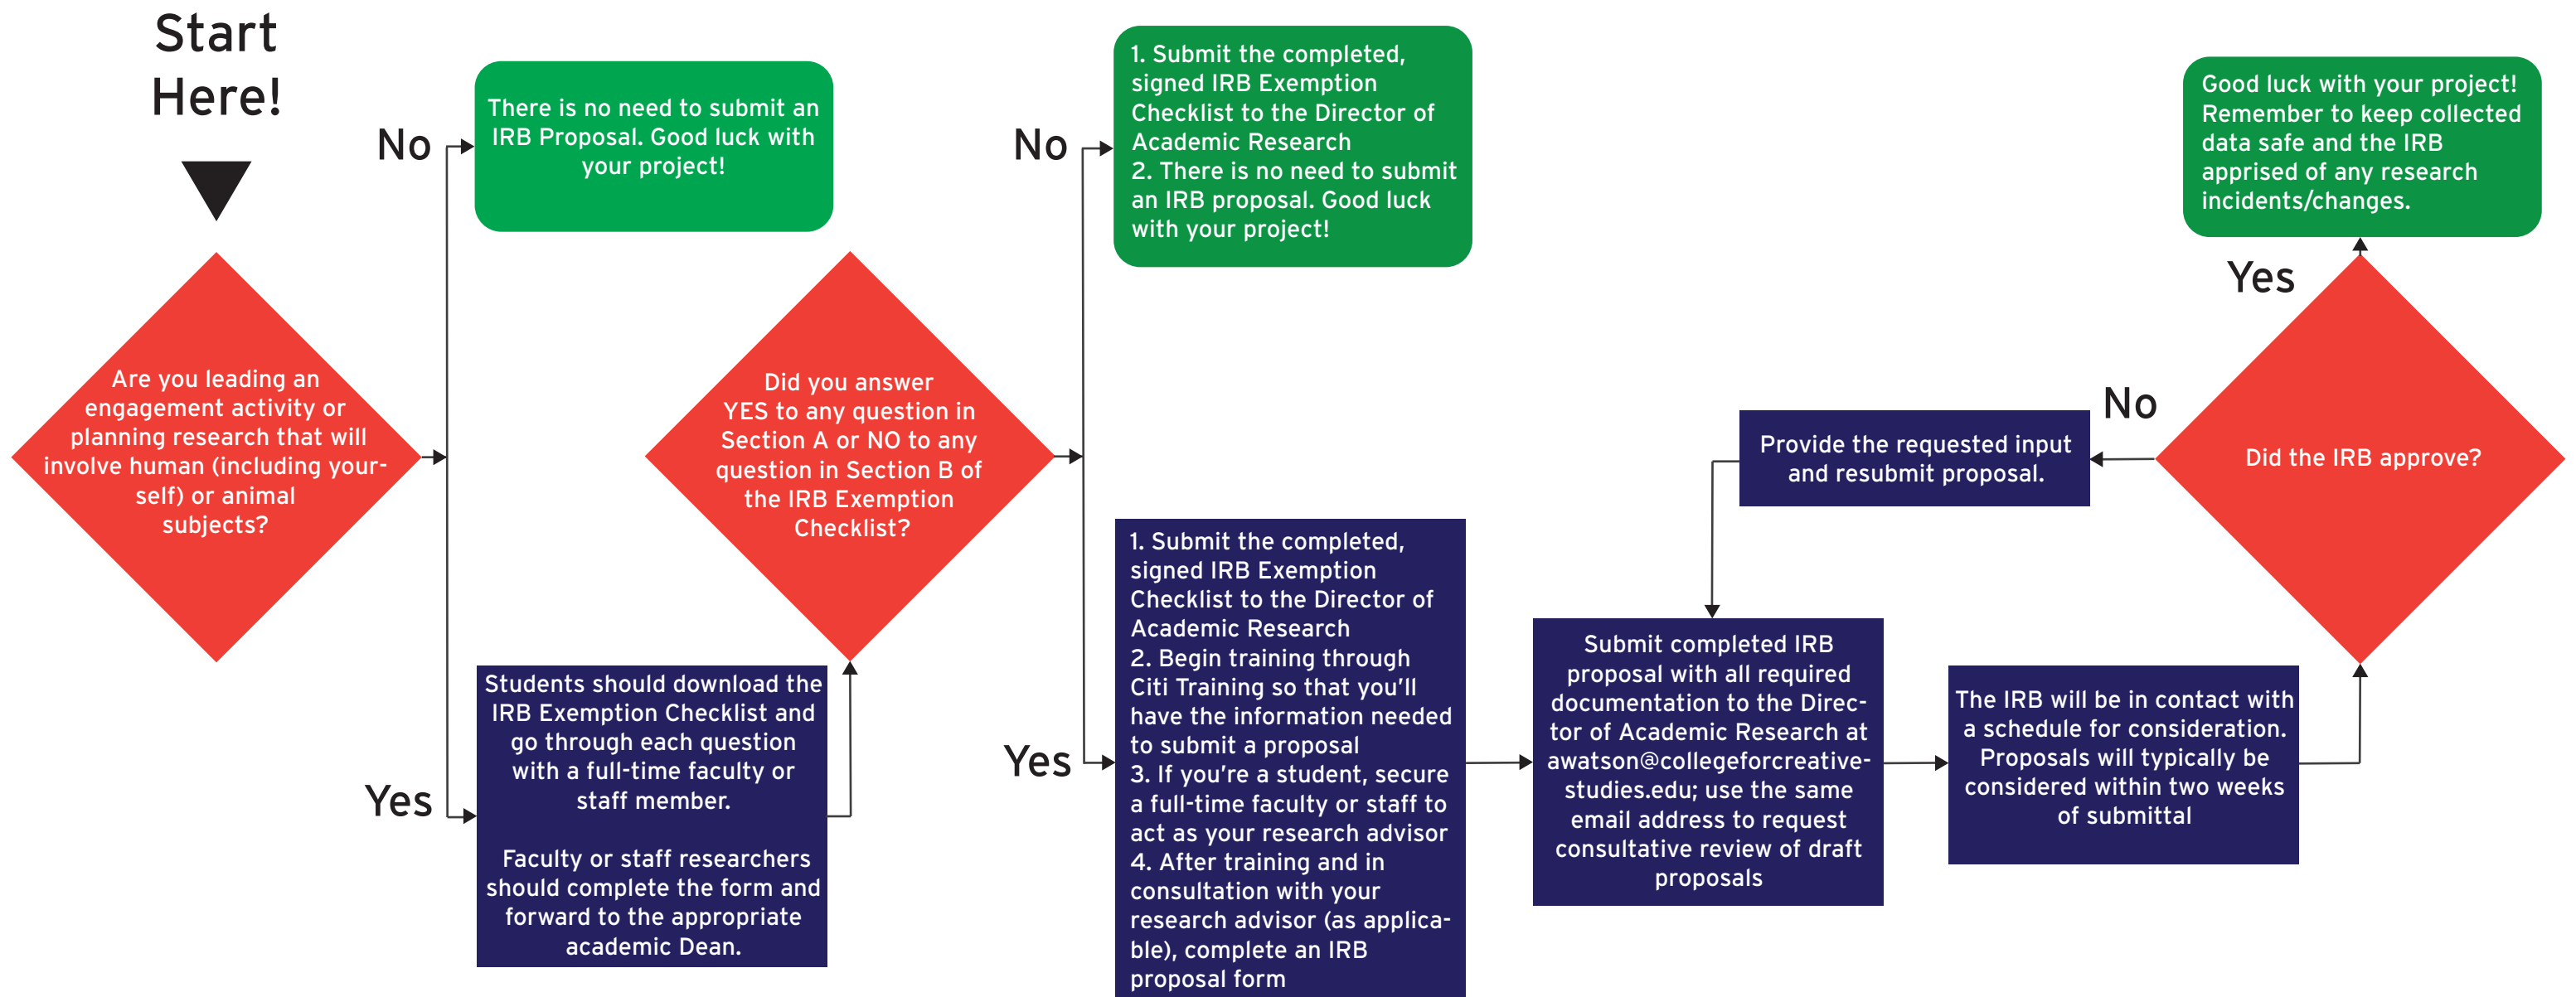 Start
Here!
Are you leading an
engagement activity or
planning research that will
involve human (including your-
self) or animal
subjects?
No
There is no need to submit an
IRB Proposal. Good luck with
your project!
Yes
Students should download the
IRB Exemption Checklist and
go through each question
with a full-time faculty or
staff member.
Faculty or staff researchers
should complete the form and
forward to the appropriate
academic Dean.
Did you answer
YES to any question in
Section A or NO to any
question in Section B of
the IRB Exemption
Checklist?
No
1. Submit the completed,
signed IRB Exemption
Checklist to the Director of
Academic Research
2. There is no need to submit
an IRB proposal. Good luck
with your project!
Yes
1. Submit the completed,
signed IRB Exemption
Checklist to the Director of
Academic Research
2. Begin training through
Citi Training so that you'll
have the information needed
to submit a proposal
3. If you're a student, secure
a full-time faculty or staff to
act as your research advisor
4. After training and in
consultation with your
research advisor (as applica-
ble), complete an IRB
proposal form
Submit completed IRB
proposal with all required
documentation to the Direc-
tor of Academic Research at
awatson@collegeforcreative-
studies.edu; use the same
email address to request
consultative review of draft
proposals
The IRB will be in contact with
a schedule for consideration.
Proposals will typically be
considered within two weeks
of submittal
Did the IRB approve?
No
Provide the requested input
and resubmit proposal.
Yes
Good luck with your project!
Remember to keep collected
data safe and the IRB
apprised of any research
incidents/changes.